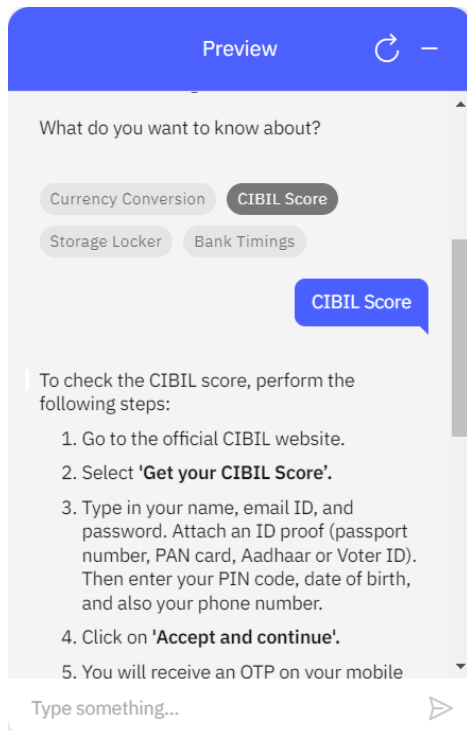 Preview
What do you want to know about?
Currency Conversion
CIBIL Score
Storage Locker
Bank Timings
CIBIL Score
To check the CIBIL score, perform the
following steps:
1. Go to the official CIBIL website.
2. Select 'Get your CIBIL Score’.
3. Type in your name, email ID, and
password. Attach an ID proof (passport
number, PAN card, Aadhaar or Voter ID).
Then enter your PIN code, date of birth,
and also your phone number.
4. Click on 'Accept and continue'.
5. You will receive an OTP on your mobile
Type something...